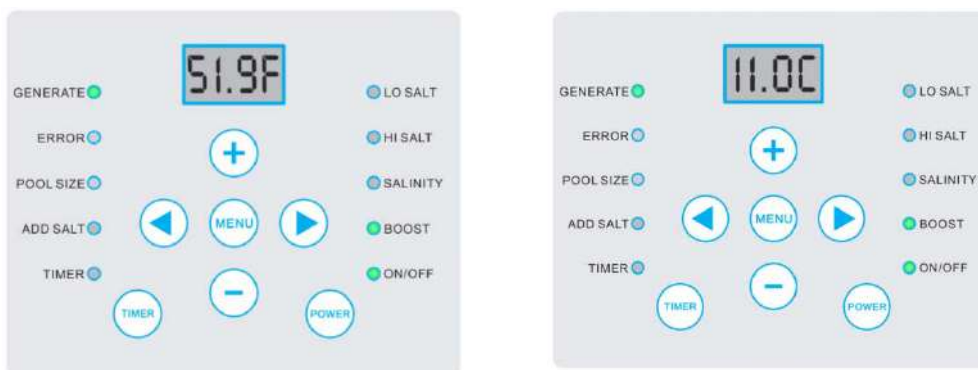 51.9F
GENERATE
LO SALT
ERROR
HI SALT
POOL SIZE
SALINITY
MENU
ADD SALT
BOOST
TIMER
ON/OFF
TIMER
POWER
11.0C
GENERATE
LO SALT
ERROR
HI SALT
POOL SIZE
SALINITY
MENU
ADD SALT
BOOST
TIMER
ON/OFF
TIMER
POWER